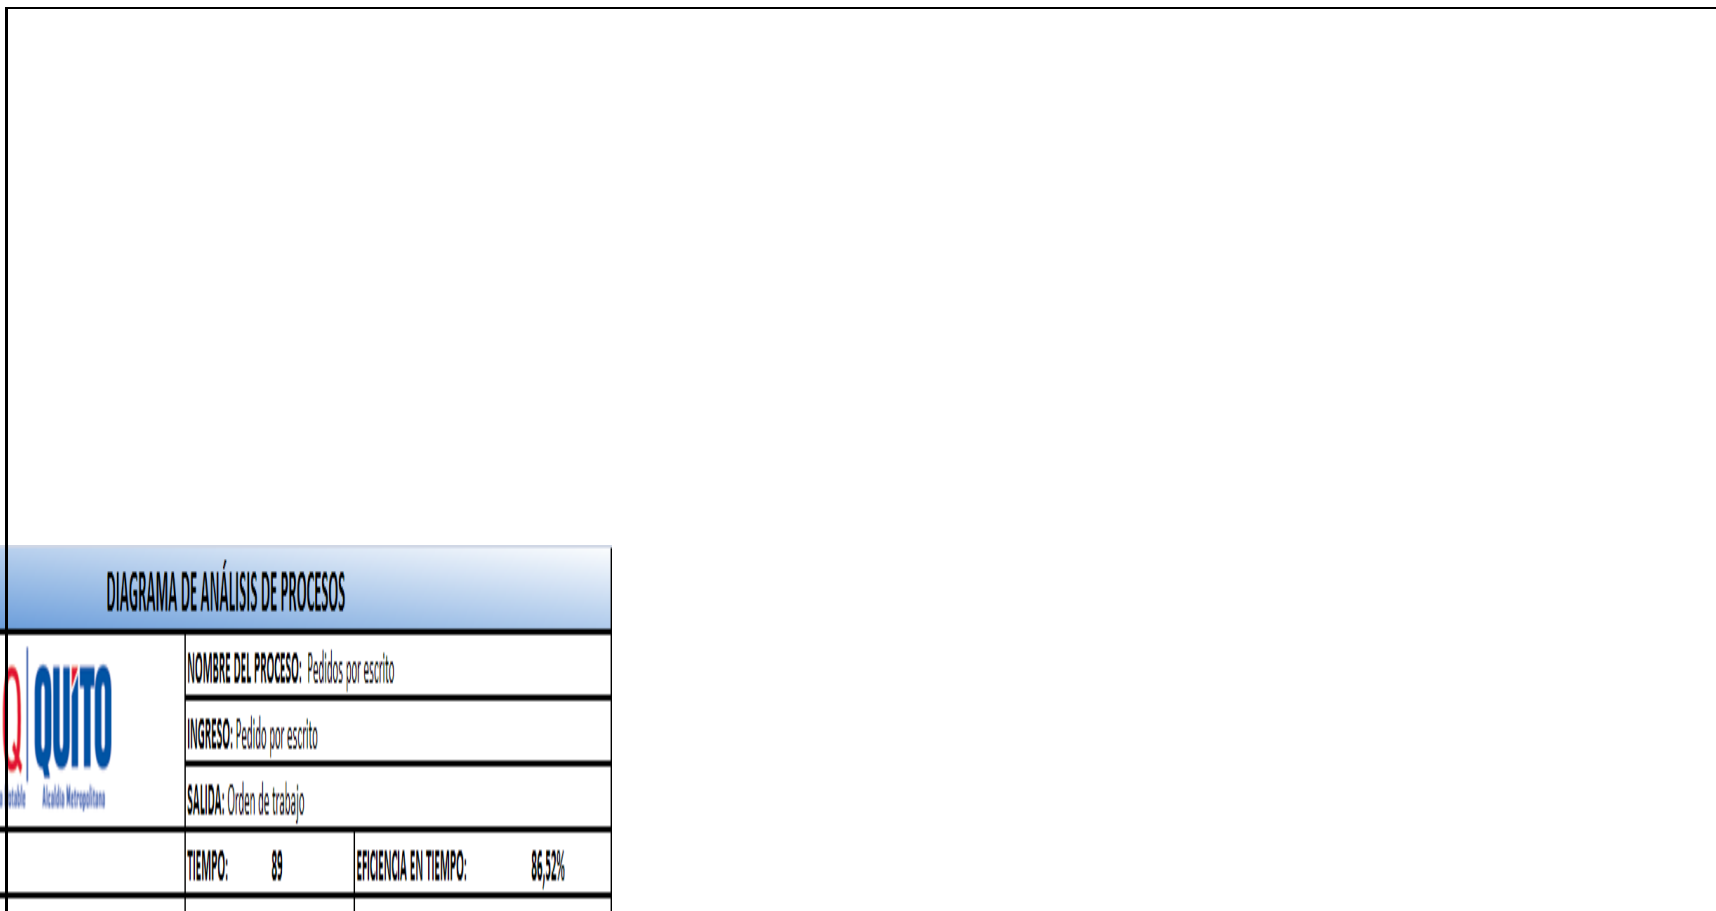 DIAGRAMA DE ANÁLISIS DE PROCESOS
NOMBRE DEL PROCESO: Pedidos por escrito
Q QUITO
INGRESO: Pedido por escrito
Alcaldía Metropolitana
SALIDA: Orden de trabajo
TIEMPO: 89 EFICIENCIA EN TIEMPO: 86,52%